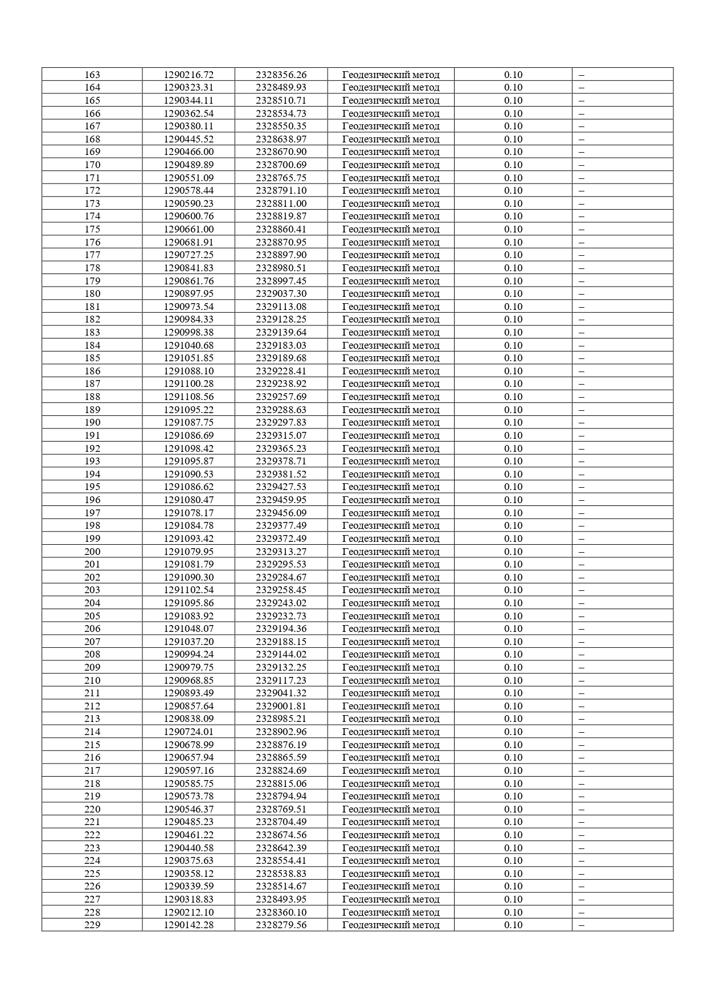 163 1290216.72 2328356.26 Геодезический метод 0.10 –
164 1290323.31 2328489.93 Геодезический метод 0.10 –
165 1290344.11 2328510.71 Геодезический метод 0.10 –
166 1290362.54 2328534.73 Геодезический метод 0.10 –
167 1290380.11 2328550.35 Геодезический метод 0.10 –
168 1290445.52 2328638.97 Геодезический метод 0.10 –
169 1290466.00 2328670.90 Геодезический метод 0.10 –
170 1290489.89 2328700.69 Геодезический метод 0.10 –
171 1290551.09 2328765.75 Геодезический метод 0.10 –
172 1290578.44 2328791.10 Геодезический метод 0.10 –
173 1290590.23 2328811.00 Геодезический метод 0.10 –
174 1290600.76 2328819.87 Геодезический метод 0.10 –
175 1290661.00 2328860.41 Геодезический метод 0.10 –
176 1290681.91 2328870.95 Геодезический метод 0.10 –
177 1290727.25 2328897.90 Геодезический метод 0.10 –
178 1290841.83 2328980.51 Геодезический метод 0.10 –
179 1290861.76 2328997.45 Геодезический метод 0.10 –
180 1290897.95 2329037.30 Геодезический метод 0.10 –
181 1290973.54 2329113.08 Геодезический метод 0.10 –
182 1290984.33 2329128.25 Геодезический метод 0.10 –
183 1290998.38 2329139.64 Геодезический метод 0.10 –
184 1291040.68 2329183.03 Геодезический метод 0.10 –
185 1291051.85 2329189.68 Геодезический метод 0.10 –
186 1291088.10 2329228.41 Геодезический метод 0.10 –
187 1291100.28 2329238.92 Геодезический метод 0.10 –
188 1291108.56 2329257.69 Геодезический метод 0.10 –
189 1291095.22 2329288.63 Геодезический метод 0.10 –
190 1291087.75 2329297.83 Геодезический метод 0.10 –
191 1291086.69 2329315.07 Геодезический метод 0.10 –
192 1291098.42 2329365.23 Геодезический метод 0.10 –
193 1291095.87 2329378.71 Геодезический метод 0.10 –
194 1291090.53 2329381.52 Геодезический метод 0.10 –
195 1291086.62 2329427.53 Геодезический метод 0.10 –
196 1291080.47 2329459.95 Геодезический метод 0.10 –
197 1291078.17 2329456.09 Геодезический метод 0.10 –
198 1291084.78 2329377.49 Геодезический метод 0.10 –
199 1291093.42 2329372.49 Геодезический метод 0.10 –
200 1291079.95 2329313.27 Геодезический метод 0.10 –
201 1291081.79 2329295.53 Геодезический метод 0.10 –
202 1291090.30 2329284.67 Геодезический метод 0.10 –
203 1291102.54 2329258.45 Геодезический метод 0.10 –
204 1291095.86 2329243.02 Геодезический метод 0.10 –
205 1291083.92 2329232.73 Геодезический метод 0.10 –
206 1291048.07 2329194.36 Геодезический метод 0.10 –
207 1291037.20 2329188.15 Геодезический метод 0.10 –
208 1290994.24 2329144.02 Геодезический метод 0.10 –
209 1290979.75 2329132.25 Геодезический метод 0.10 –
210 1290968.85 2329117.23 Геодезический метод 0.10 –
211 1290893.49 2329041.32 Геодезический метод 0.10 –
212 1290857.64 2329001.81 Геодезический метод 0.10 –
213 1290838.09 2328985.21 Геодезический метод 0.10 –
214 1290724.01 2328902.96 Геодезический метод 0.10 –
215 1290678.99 2328876.19 Геодезический метод 0.10 –
216 1290657.94 2328865.59 Геодезический метод 0.10 –
217 1290597.16 2328824.69 Геодезический метод 0.10 –
218 1290585.75 2328815.06 Геодезический метод 0.10 –
219 1290573.78 2328794.94 Геодезический метод 0.10 –
220 1290546.37 2328769.51 Геодезический метод 0.10 –
221 1290485.23 2328704.49 Геодезический метод 0.10 –
222 1290461.22 2328674.56 Геодезический метод 0.10 –
223 1290440.58 2328642.39 Геодезический метод 0.10 –
224 1290375.63 2328554.41 Геодезический метод 0.10 –
225 1290358.12 2328538.83 Геодезический метод 0.10 –
226 1290339.59 2328514.67 Геодезический метод 0.10 –
227 1290318.83 2328493.95 Геодезический метод 0.10 –
228 1290212.10 2328360.10 Геодезический метод 0.10 –
229 1290142.28 2328279.56 Геодезический метод 0.10 –